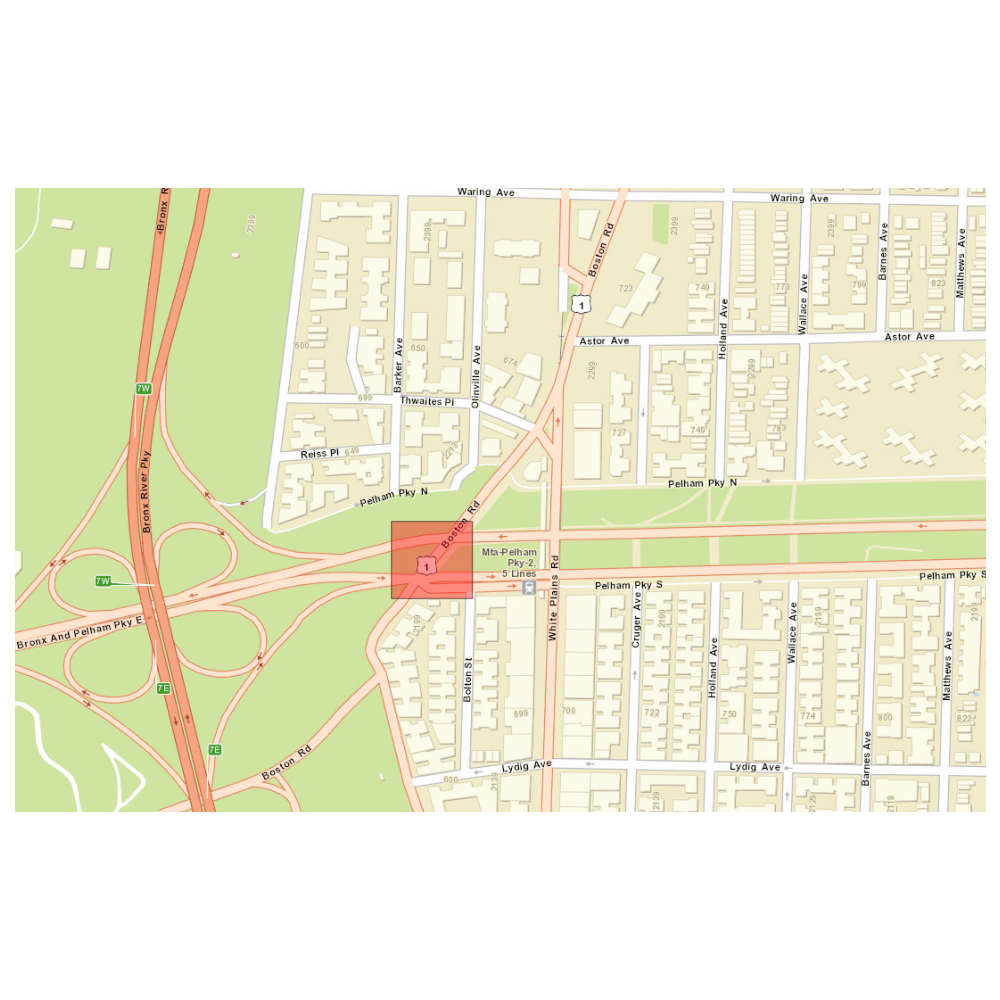 Waring Ave
Waring Ave
Bronx R
2199
2399
Boston Rd
2399
2399
Barnes Ave
Matthews Ave
1
723
749
773
Wallace Ave
799
823
Holland Ave
Astor Ave
Astor Ave
600
650
Barker Ave
Olinville Ave
674
2299
2299
7W
699
Thwaites Pl
727
749
783
Reiss Pl
649
2213
Bronx River Pky
Pelham Pky N
Pelham Pky N
Boston Rd
1
Mta-Pelham
Pky-2,
5 Lines
White Plains Rd
7W
Pelham Pky S
Pelham Pky S
Bronx And Pelham Pky E
2199
Cruger Ave
2199
Holland Ave
Wallace Ave
2199
Matthews Ave
2199
Bolton St
7E
699
700
722
750
774
800
822
7E
Boston Rd
Lydig Ave
600
2139
Lydig Ave
Barnes Ave
2139
2129
2119